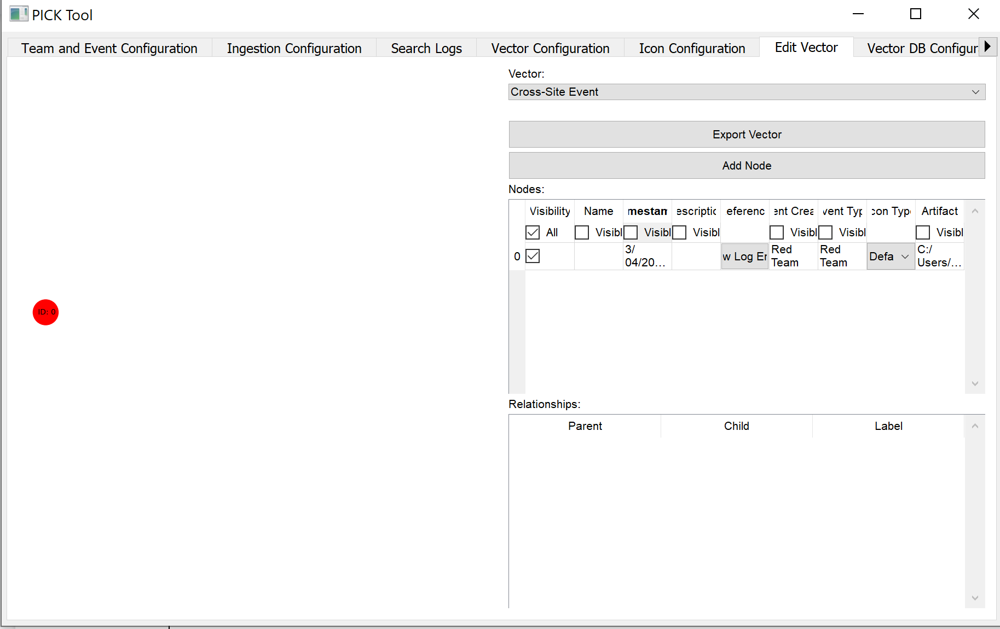 PICK Tool
Team and Event Configuration Ingestion Configuration Search Logs Vector Configuration Icon Configuration Edit Vector Vector DB Configur
Vector:
Cross-Site Event
Export Vector
Add Node
Nodes:
Visibility Name mestam escriptic eferenc ent Crea vent Typ con Type Artifact
All Visibl Visibl Visibl Visibl Visibl Visibl
0 3/ 04/20... w Log Er Red Team Red Team Defa C:/ Users/...
ID: 0
Relationships:
Parent Child Label